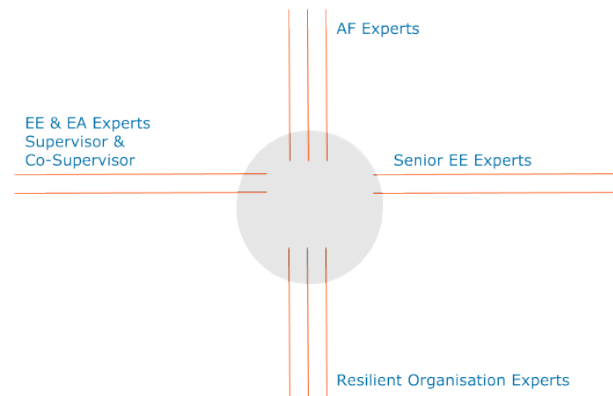 AF Experts
EE & EA Experts
Supervisor &
Co-Supervisor
Senior EE Experts
Resilient Organisation Experts